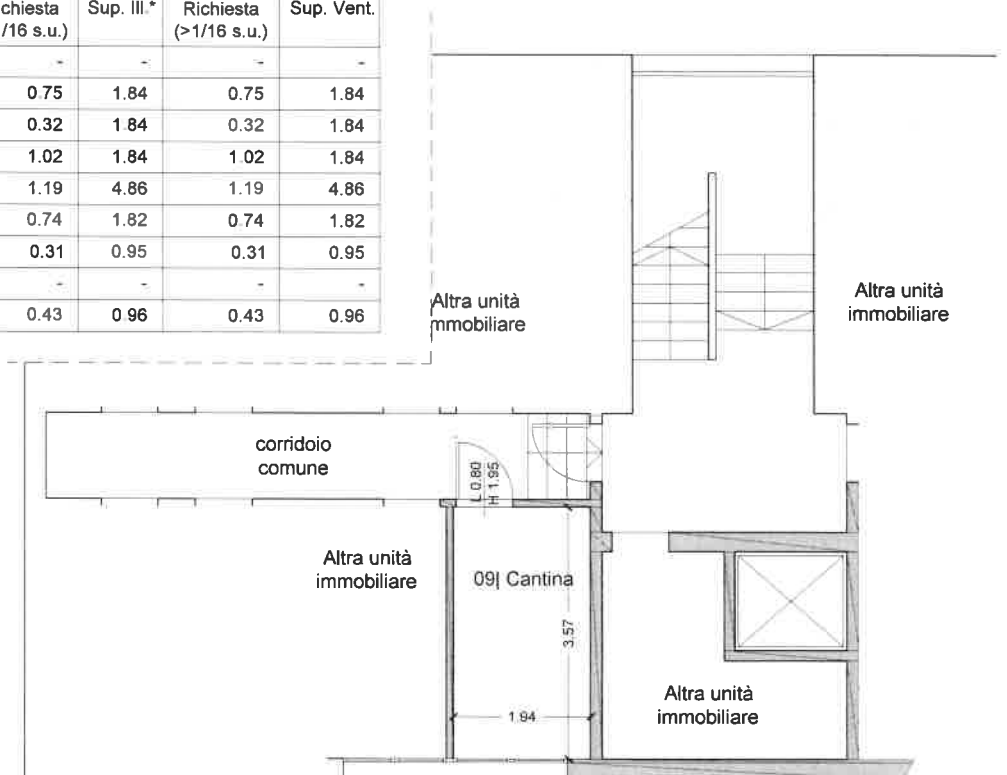 chiesta Sup. Ill.* Richiesta Sup. Vent.
/16 s.u.) (>1/16 s.u.)
- - - -
0.75 1.84 0.75 1.84
0.32 1.84 0.32 1.84
1.02 1.84 1.02 1.84
1.19 4.86 1.19 4.86
0.74 1.82 0.74 1.82
0.31 0.95 0.31 0.95
- - - -
0.43 0.96 0.43 0.96
Altra unità
mmobiliare
Altra unità
immobiliare
corridoio
comune
L 0.80
H 1.95
Altra unità
immobiliare
09| Cantina
3.57
1.94
Altra unità
immobiliare